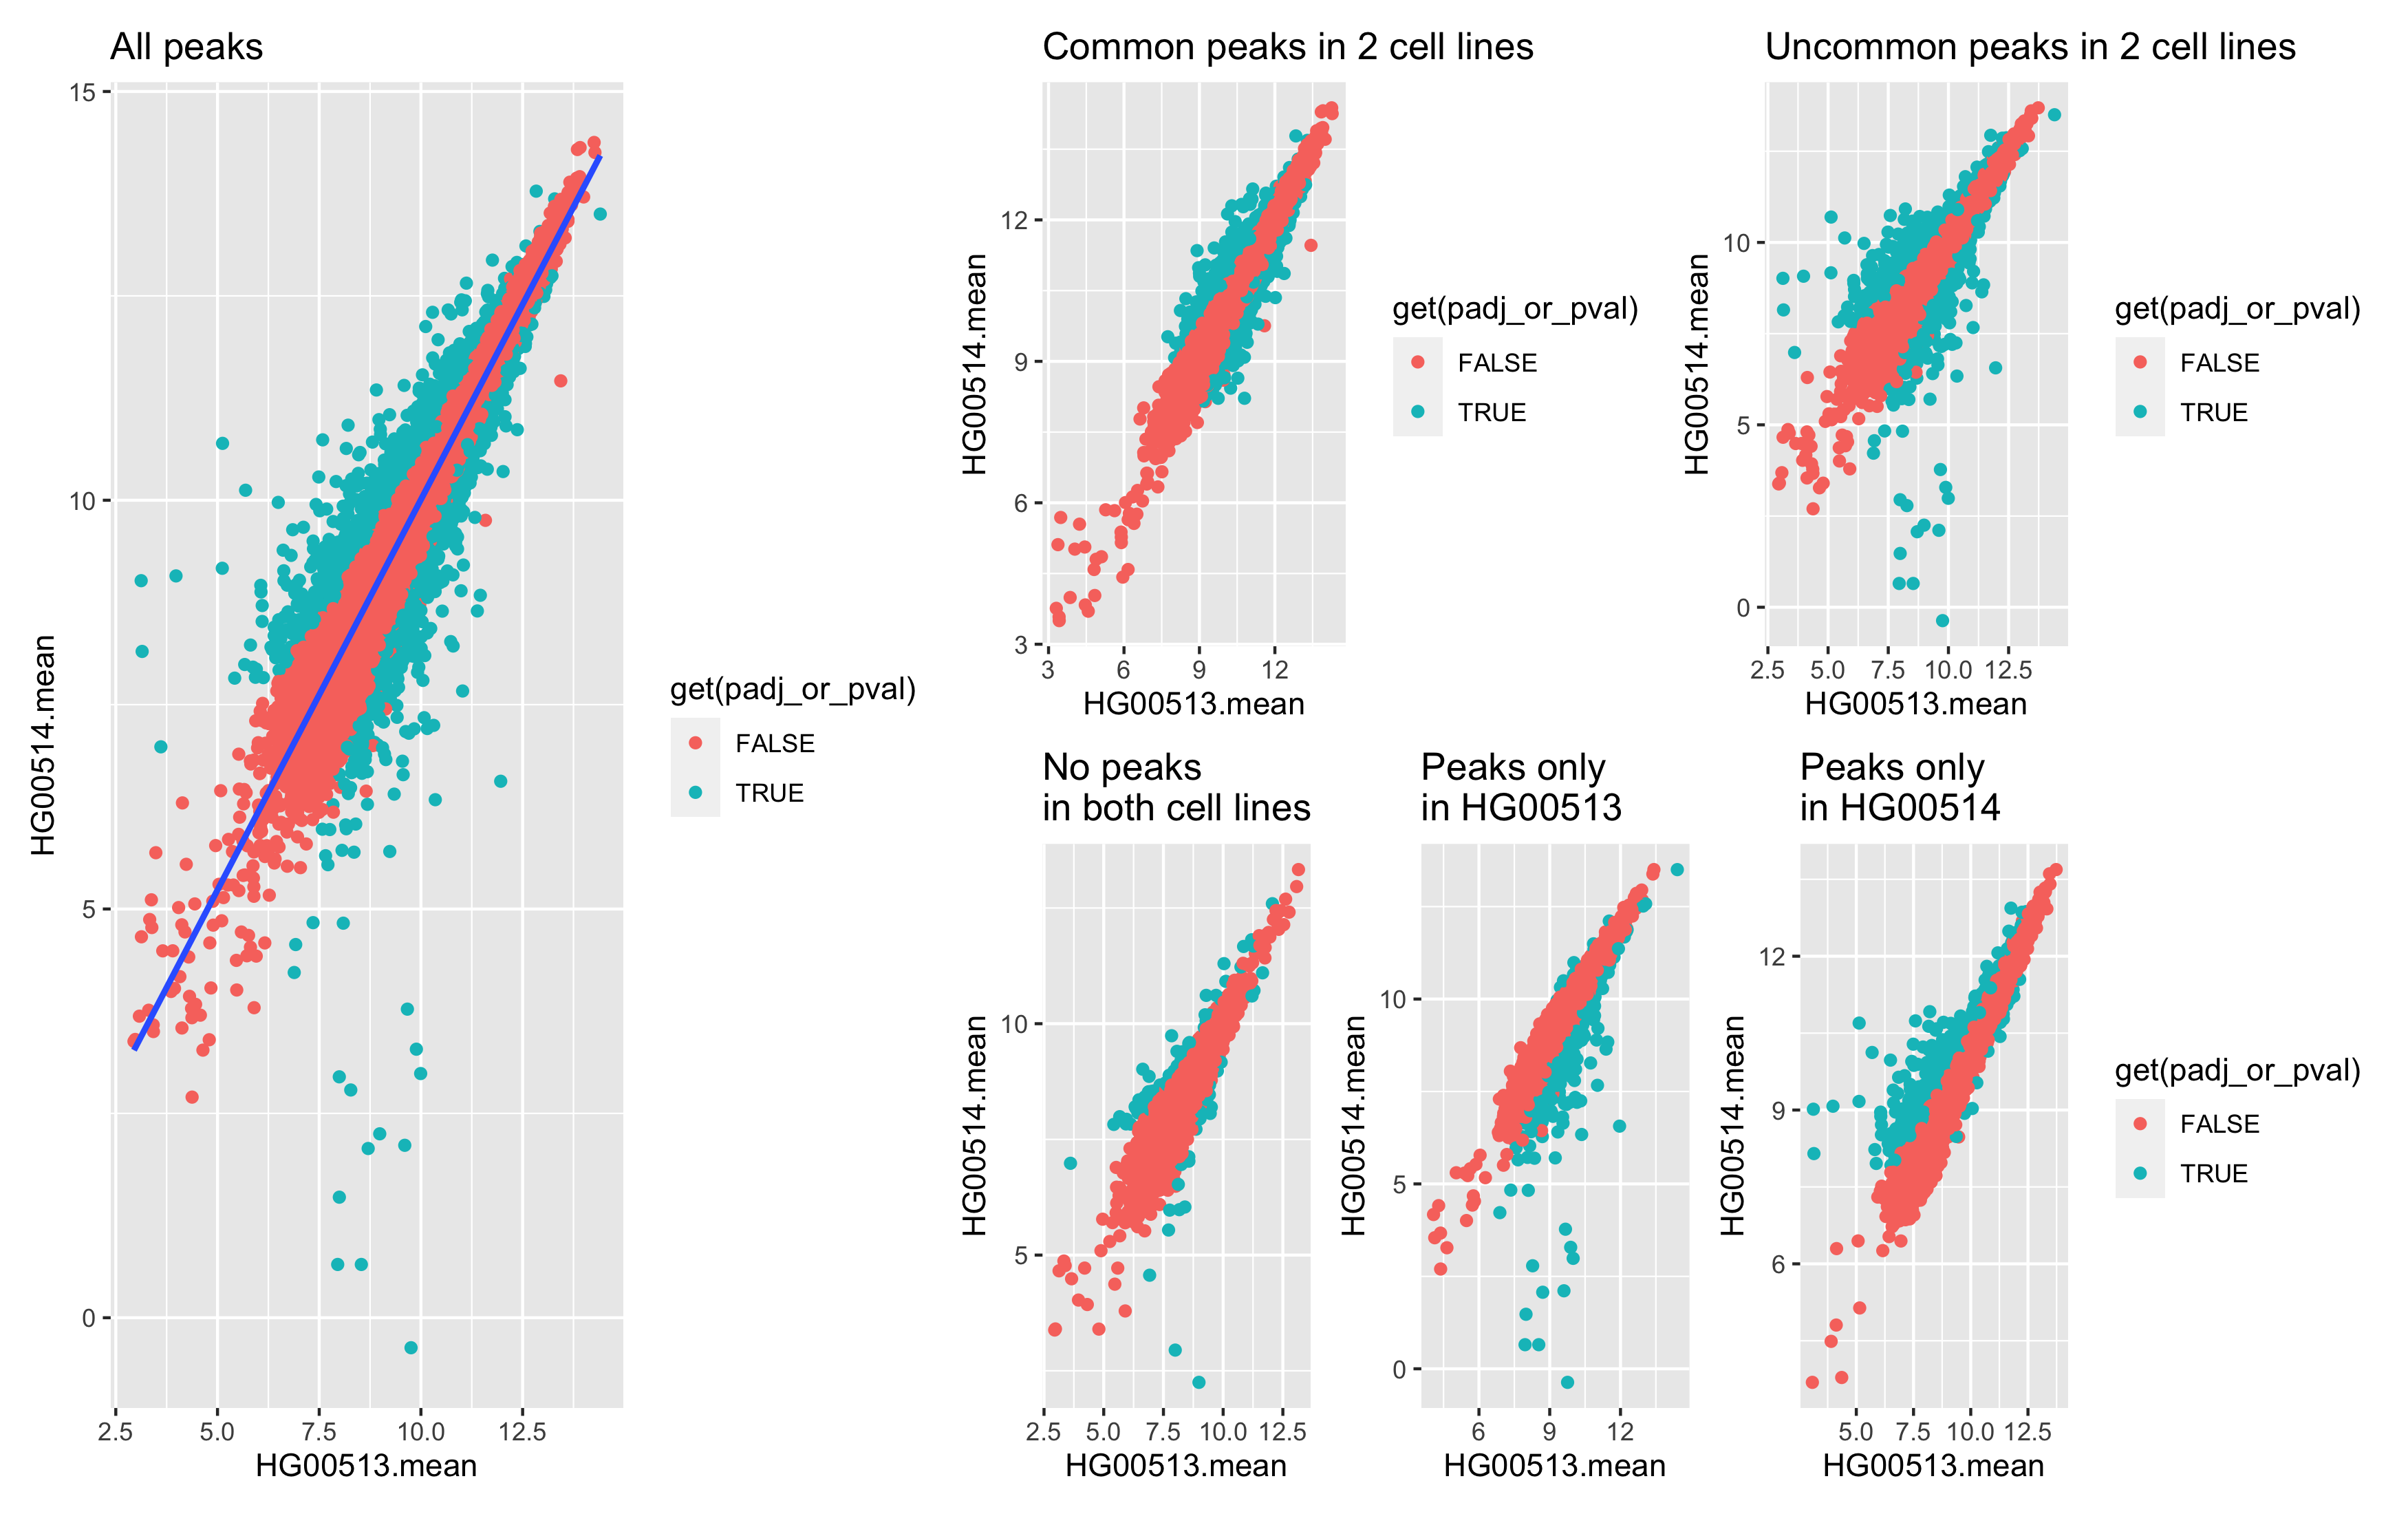 All peaks
15
10
5
0
2.5 5.0 7.5 10.0 12.5
HG00513.mean
HG00514.mean
get(padj_or_pval)
FALSE
TRUE
Common peaks in 2 cell lines
12
9
6
3
3 6 9 12
HG00513.mean
HG00514.mean
get(padj_or_pval)
FALSE
TRUE
Uncommon peaks in 2 cell lines
10
5
0
2.5 5.0 7.5 10.0 12.5
HG00513.mean
HG00514.mean
get(padj_or_pval)
FALSE
TRUE
No peaks
in both cell lines
10
5
2.5 5.0 7.5 10.0 12.5
HG00513.mean
HG00514.mean
Peaks only
in HG00513
10
5
0
6 9 12
HG00513.mean
HG00514.mean
Peaks only
in HG00514
12
9
6
5.0 7.5 10.0 12.5
HG00513.mean
HG00514.mean
get(padj_or_pval)
FALSE
TRUE